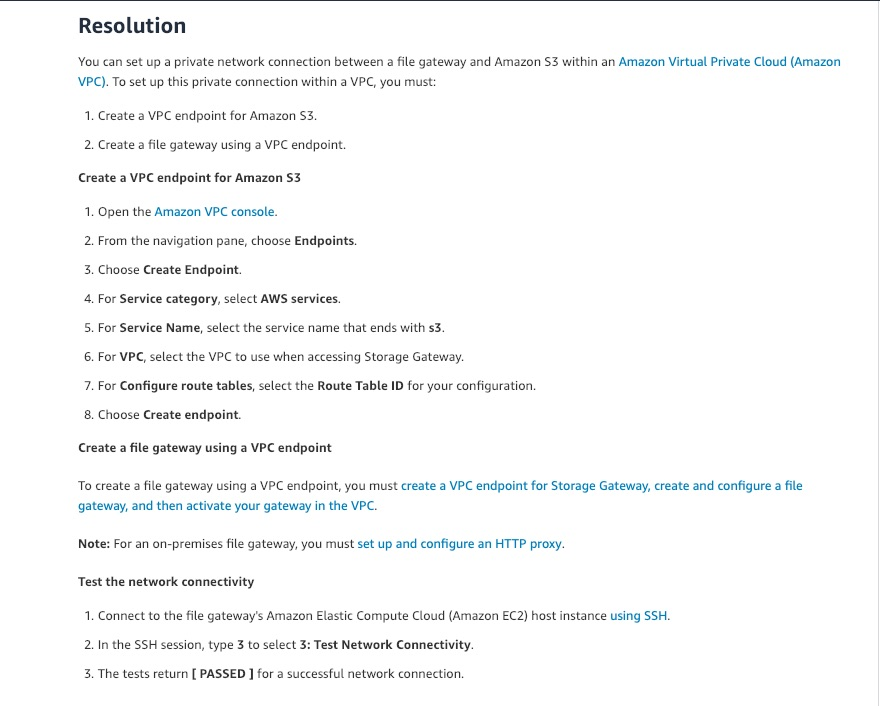 Resolution
You can set up a private network connection between a file gateway and Amazon S3 within an Amazon Virtual Private Cloud (Amazon
VPC). To set up this private connection within a VPC, you must:
1. Create a VPC endpoint for Amazon S3.
2. Create a file gateway using a VPC endpoint.
Create a VPC endpoint for Amazon S3
1. Open the Amazon VPC console.
2. From the navigation pane, choose Endpoints.
3. Choose Create Endpoint.
4. For Service category, select AWS services.
5. For Service Name, select the service name that ends with s3.
6. For VPC, select the VPC to use when accessing Storage Gateway.
7. For Configure route tables, select the Route Table ID for your configuration.
8. Choose Create endpoint.
Create a file gateway using a VPC endpoint
To create a file gateway using a VPC endpoint, you must create a VPC endpoint for Storage Gateway, create and configure a file
gateway, and then activate your gateway in the VPC.
Note: For an on-premises file gateway, you must set up and configure an HTTP proxy.
Test the network connectivity
1. Connect to the file gateway's Amazon Elastic Compute Cloud (Amazon EC2) host instance using SSH.
2. In the SSH session, type 3 to select 3: Test Network Connectivity.
3. The tests return [ PASSED ] for a successful network connection.